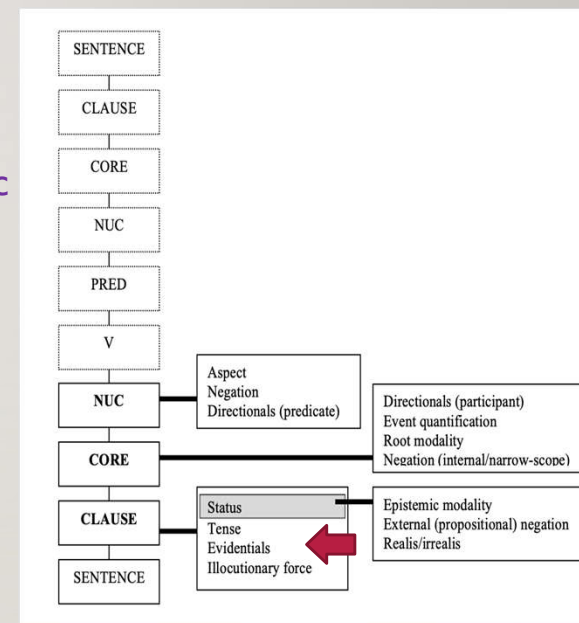 SENTENCE
CLAUSE
CORE
NUC
PRED
V
NUC
Aspect
Negation
Directionals (predicate)
CORE
Directionals (participant)
Event quantification
Root modality
Negation (internal/narrow-scope)
CLAUSE
Status
Tense
Evidentials
Illocutionary force
Epistemic modality
External (propositional) negation
Realis/irrealis
SENTENCE